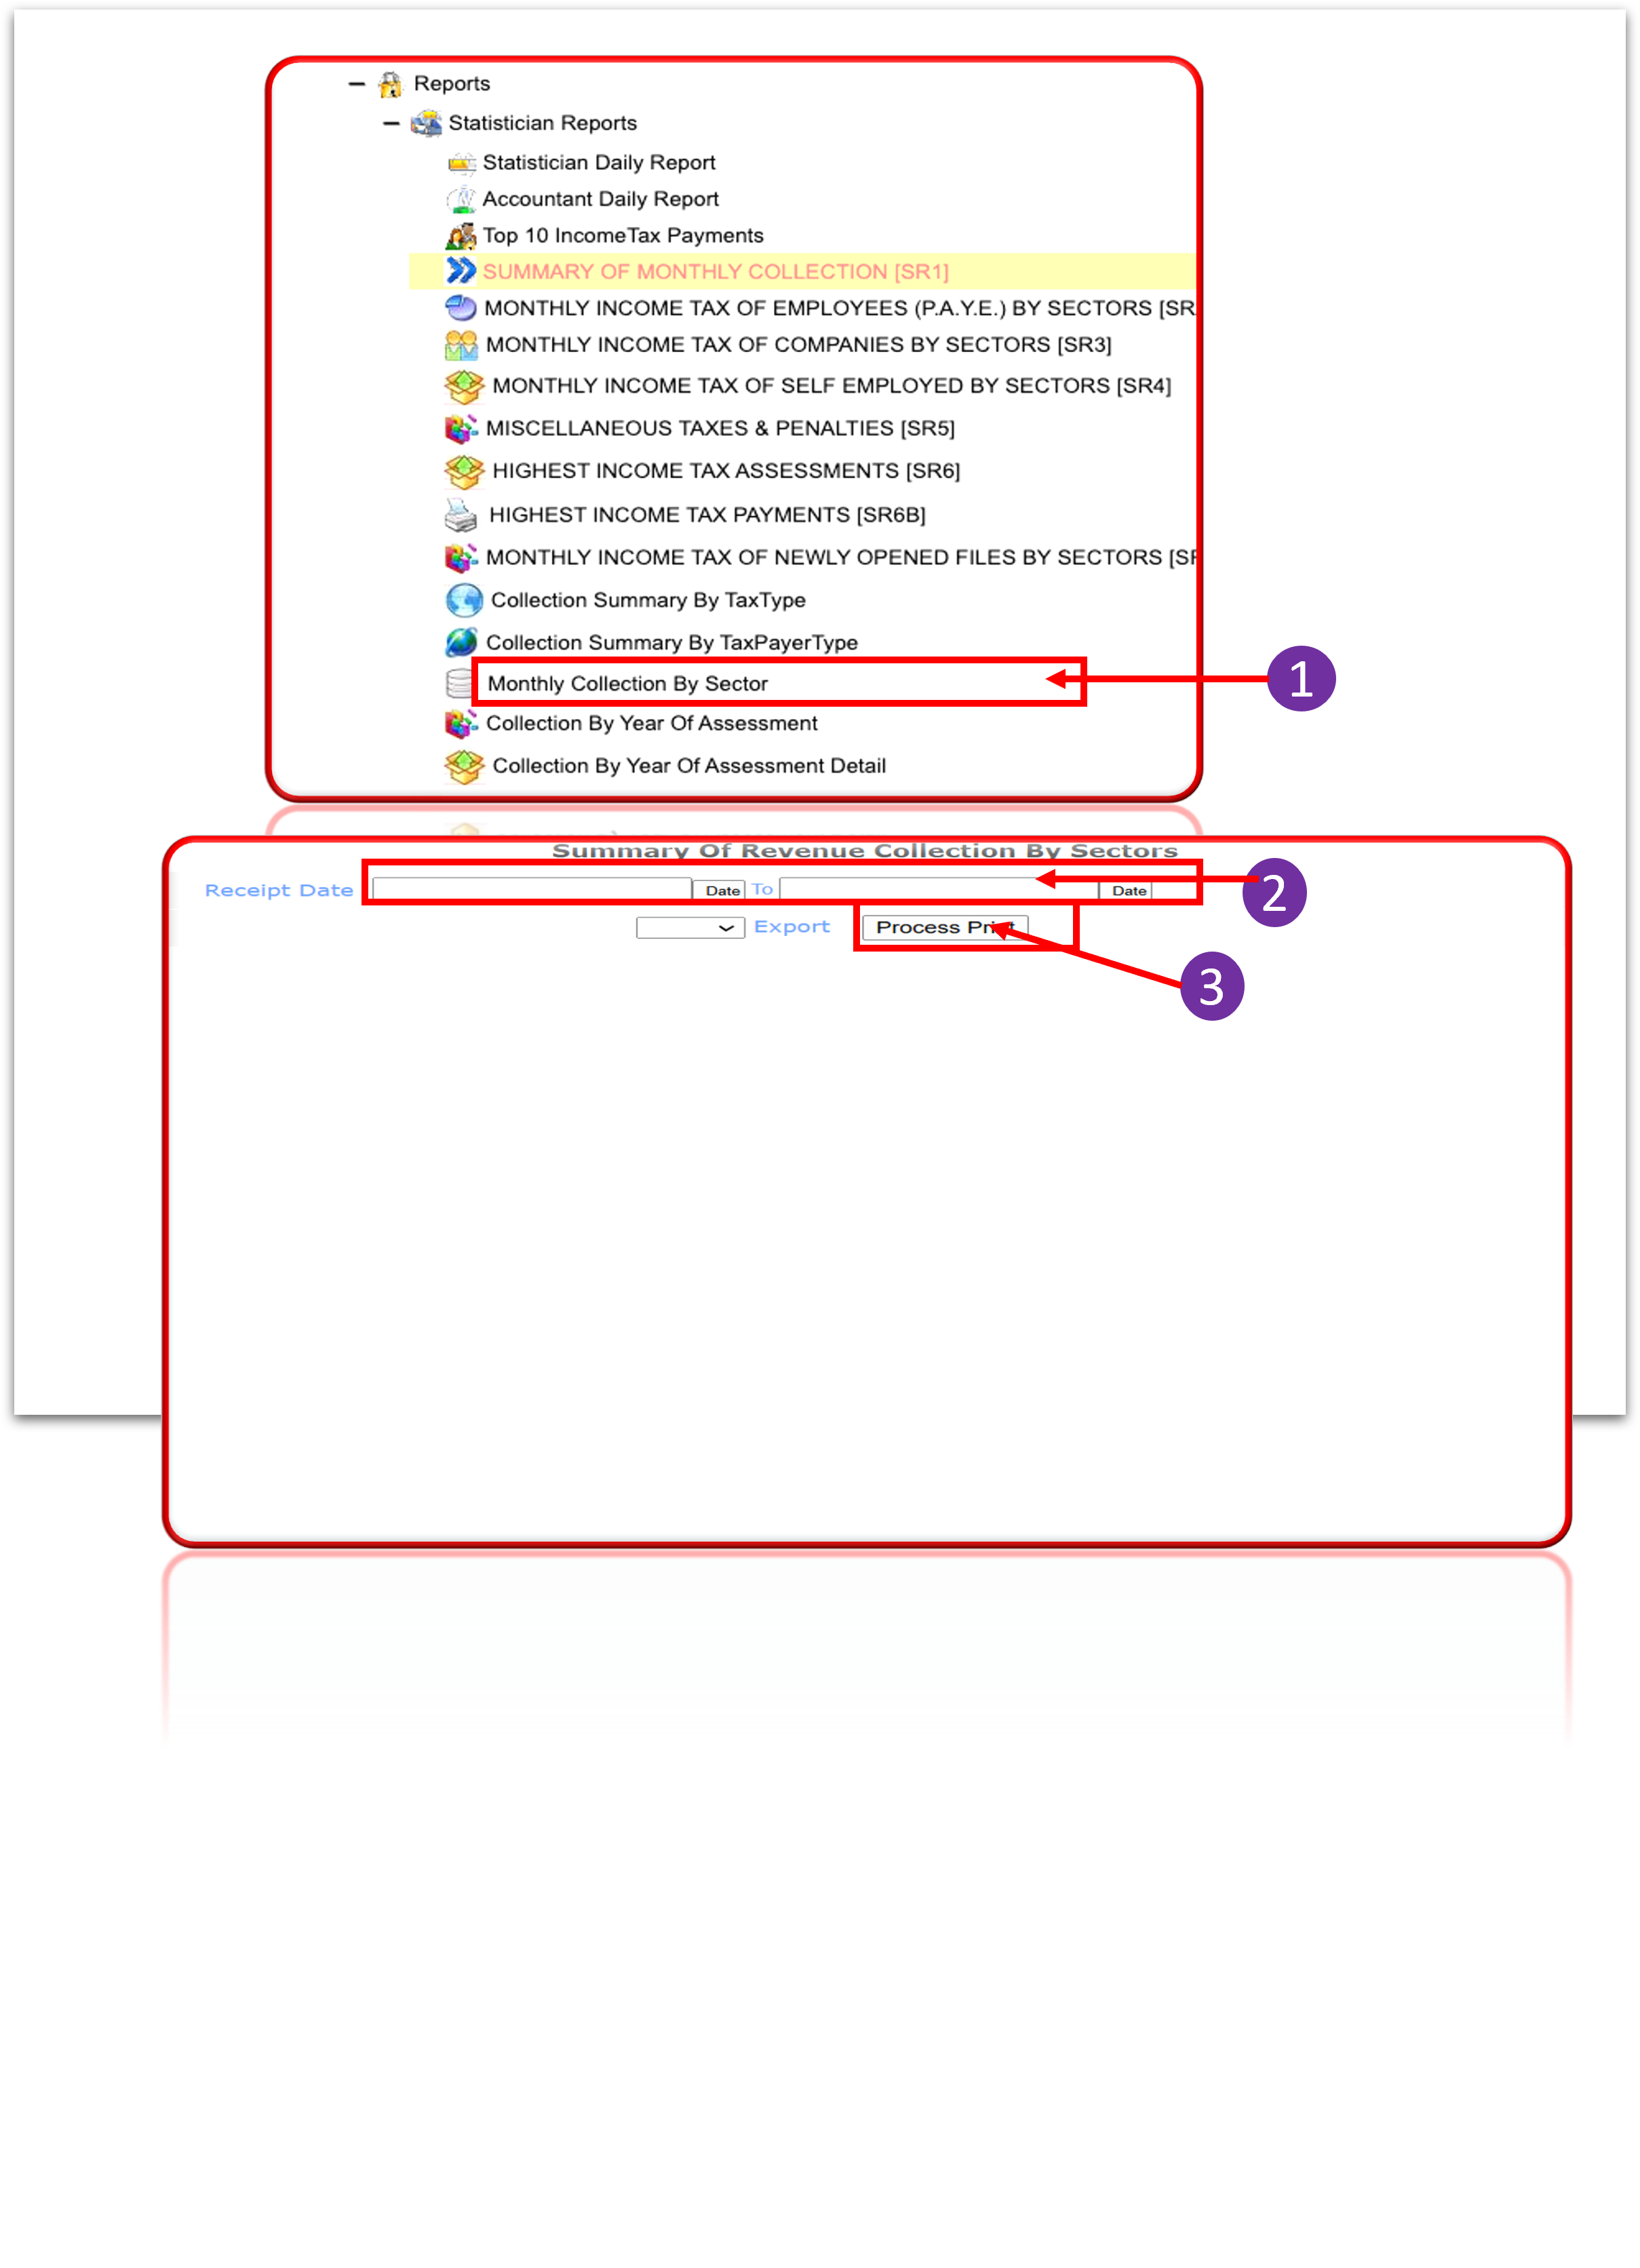 Reports
Statistician Reports
Statistician Daily Report
Accountant Daily Report
Top 10 IncomeTax Payments
SUMMARY OF MONTHLY COLLECTION [SR1]
MONTHLY INCOME TAX OF EMPLOYEES (P.A.Y.E.) BY SECTORS [SR
MONTHLY INCOME TAX OF COMPANIES BY SECTORS [SR3]
MONTHLY INCOME TAX OF SELF EMPLOYED BY SECTORS [SR4]
MISCELLANEOUS TAXES & PENALTIES [SR5]
HIGHEST INCOME TAX ASSESSMENTS [SR6]
HIGHEST INCOME TAX PAYMENTS [SR6B]
MONTHLY INCOME TAX OF NEWLY OPENED FILES BY SECTORS [SR
Collection Summary By TaxType
Collection Summary By TaxPayerType
Monthly Collection By Sector 1
Collection By Year Of Assessment
Collection By Year Of Assessment Detail
Summary Of Revenue Collection By Sectors
Receipt Date Date To Date 2
Export Process Print
3